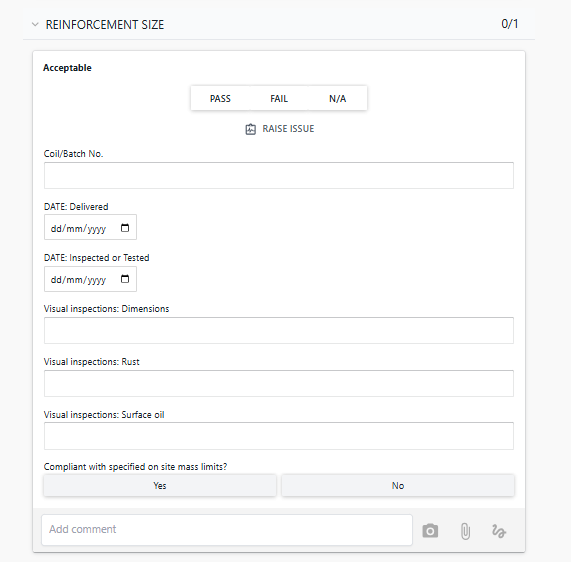 REINFORCEMENT SIZE 0/1
Acceptable
PASS FAIL N/A
RAISE ISSUE
Coil/Batch No.
DATE: Delivered
dd/mm/yyyy
DATE: Inspected or Tested
dd/mm/yyyy
Visual inspections: Dimensions
Visual inspections: Rust
Visual inspections: Surface oil
Compliant with specified on site mass limits?
Yes No
Add comment